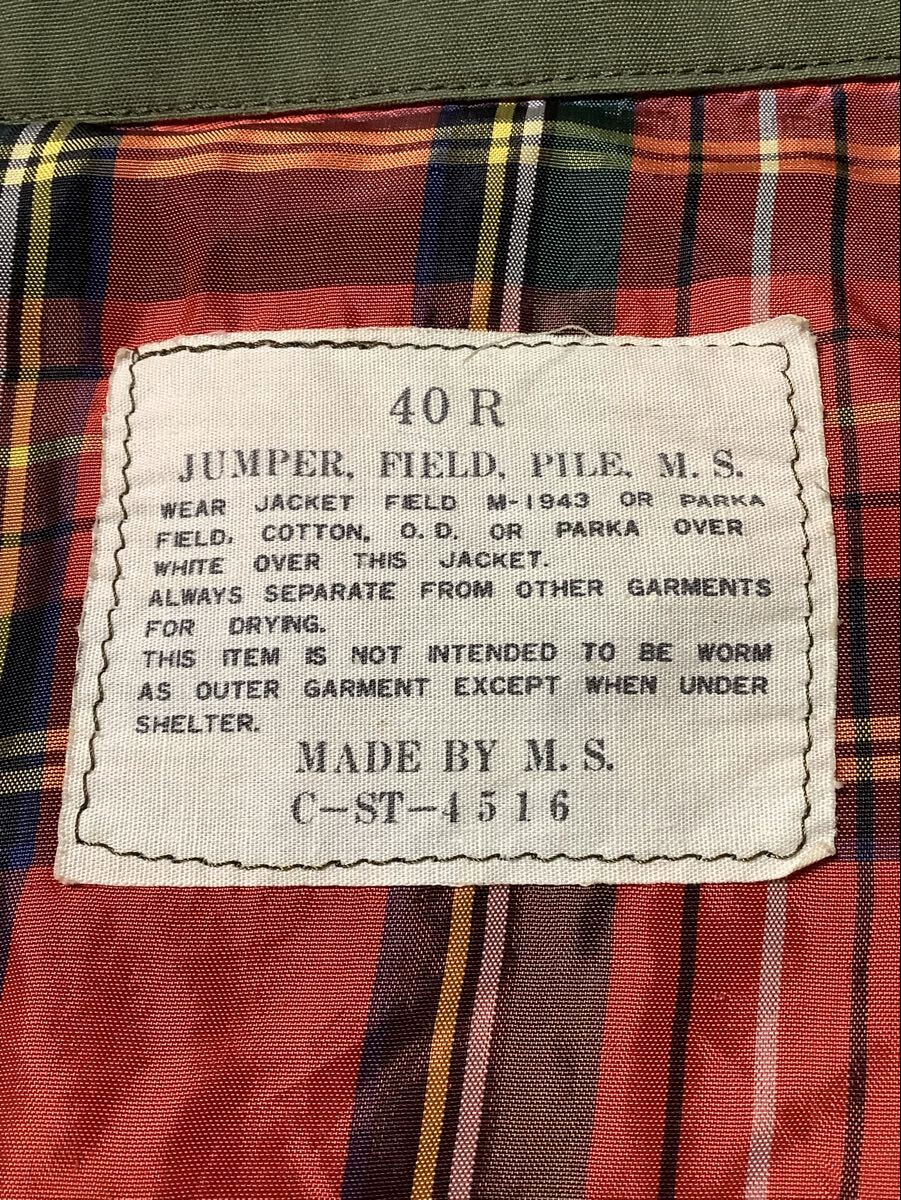 40 R
JUMPER, FIELD, PILE, M. S.
WEAR JACKET FIELD M-1943 OR PARKA
FIELD, COTTON, O. D. OR PARKA OVER
WHITE OVER THIS JACKET.
ALWAYS SEPARATE FROM OTHER GARMENTS
FOR DRYING.
THIS ITEM IS NOT INTENDED TO BE WORM
AS OUTER GARMENT EXCEPT WHEN UNDER
SHELTER.
MADE BY M. S.
C-ST-4516